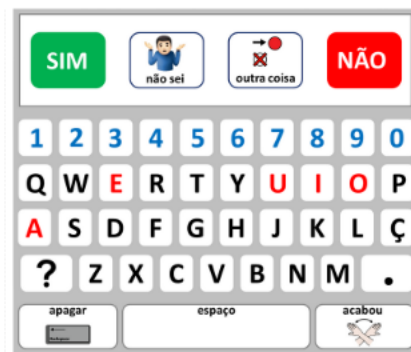 SIM não sei outra coisa NÃO
1 2 3 4 5 6 7 8 9 0
Q W E R T Y U I O P
A S D F G H J K L Ç
? Z X C V B N M .
apagar espaço acabou